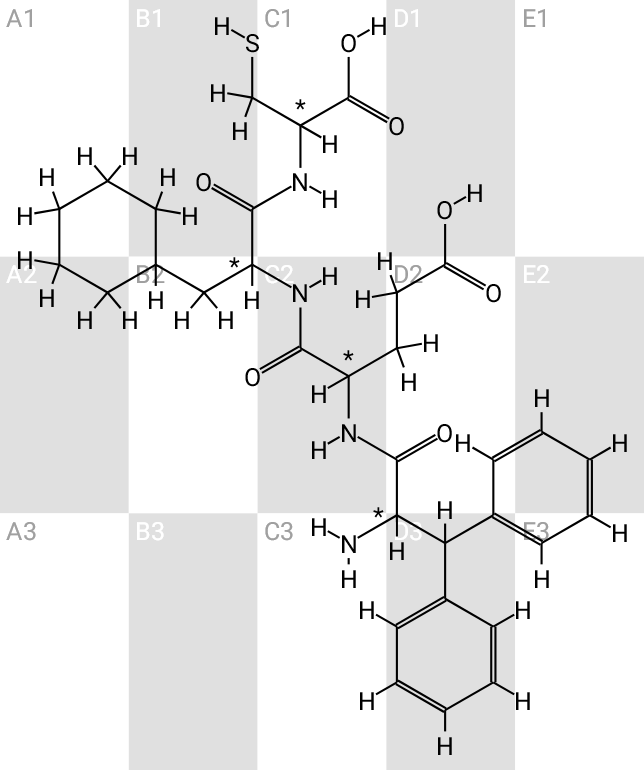 A1 B1 C1 D1 E1
H S O H
H * O
H H
H H H O N H
H H O H
H A2 B2 * C2 N H H D2 O E2
H H H H H H H H
O * H
H H H
H N O H H
A3 B3 * C3 H D3 E3 H
H N H H
H H H
H H
H